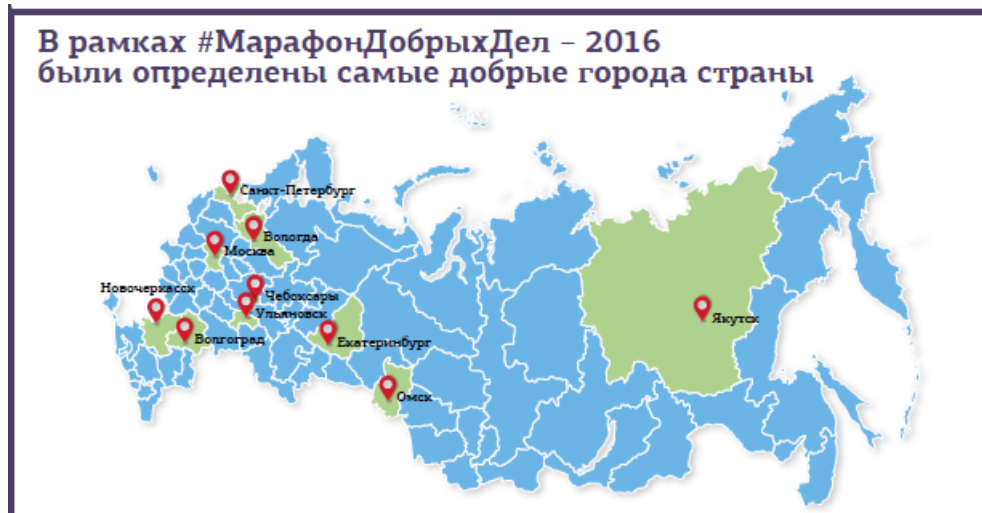 В рамках #МарафонДобрыхДел – 2016
были определены самые добрые города страны
Санкт-Петербург
Вологда
Москва
Новочеркасск
Чебоксары
Ульяновск
Волгоград
Екатеринбург
Якутск
Омск